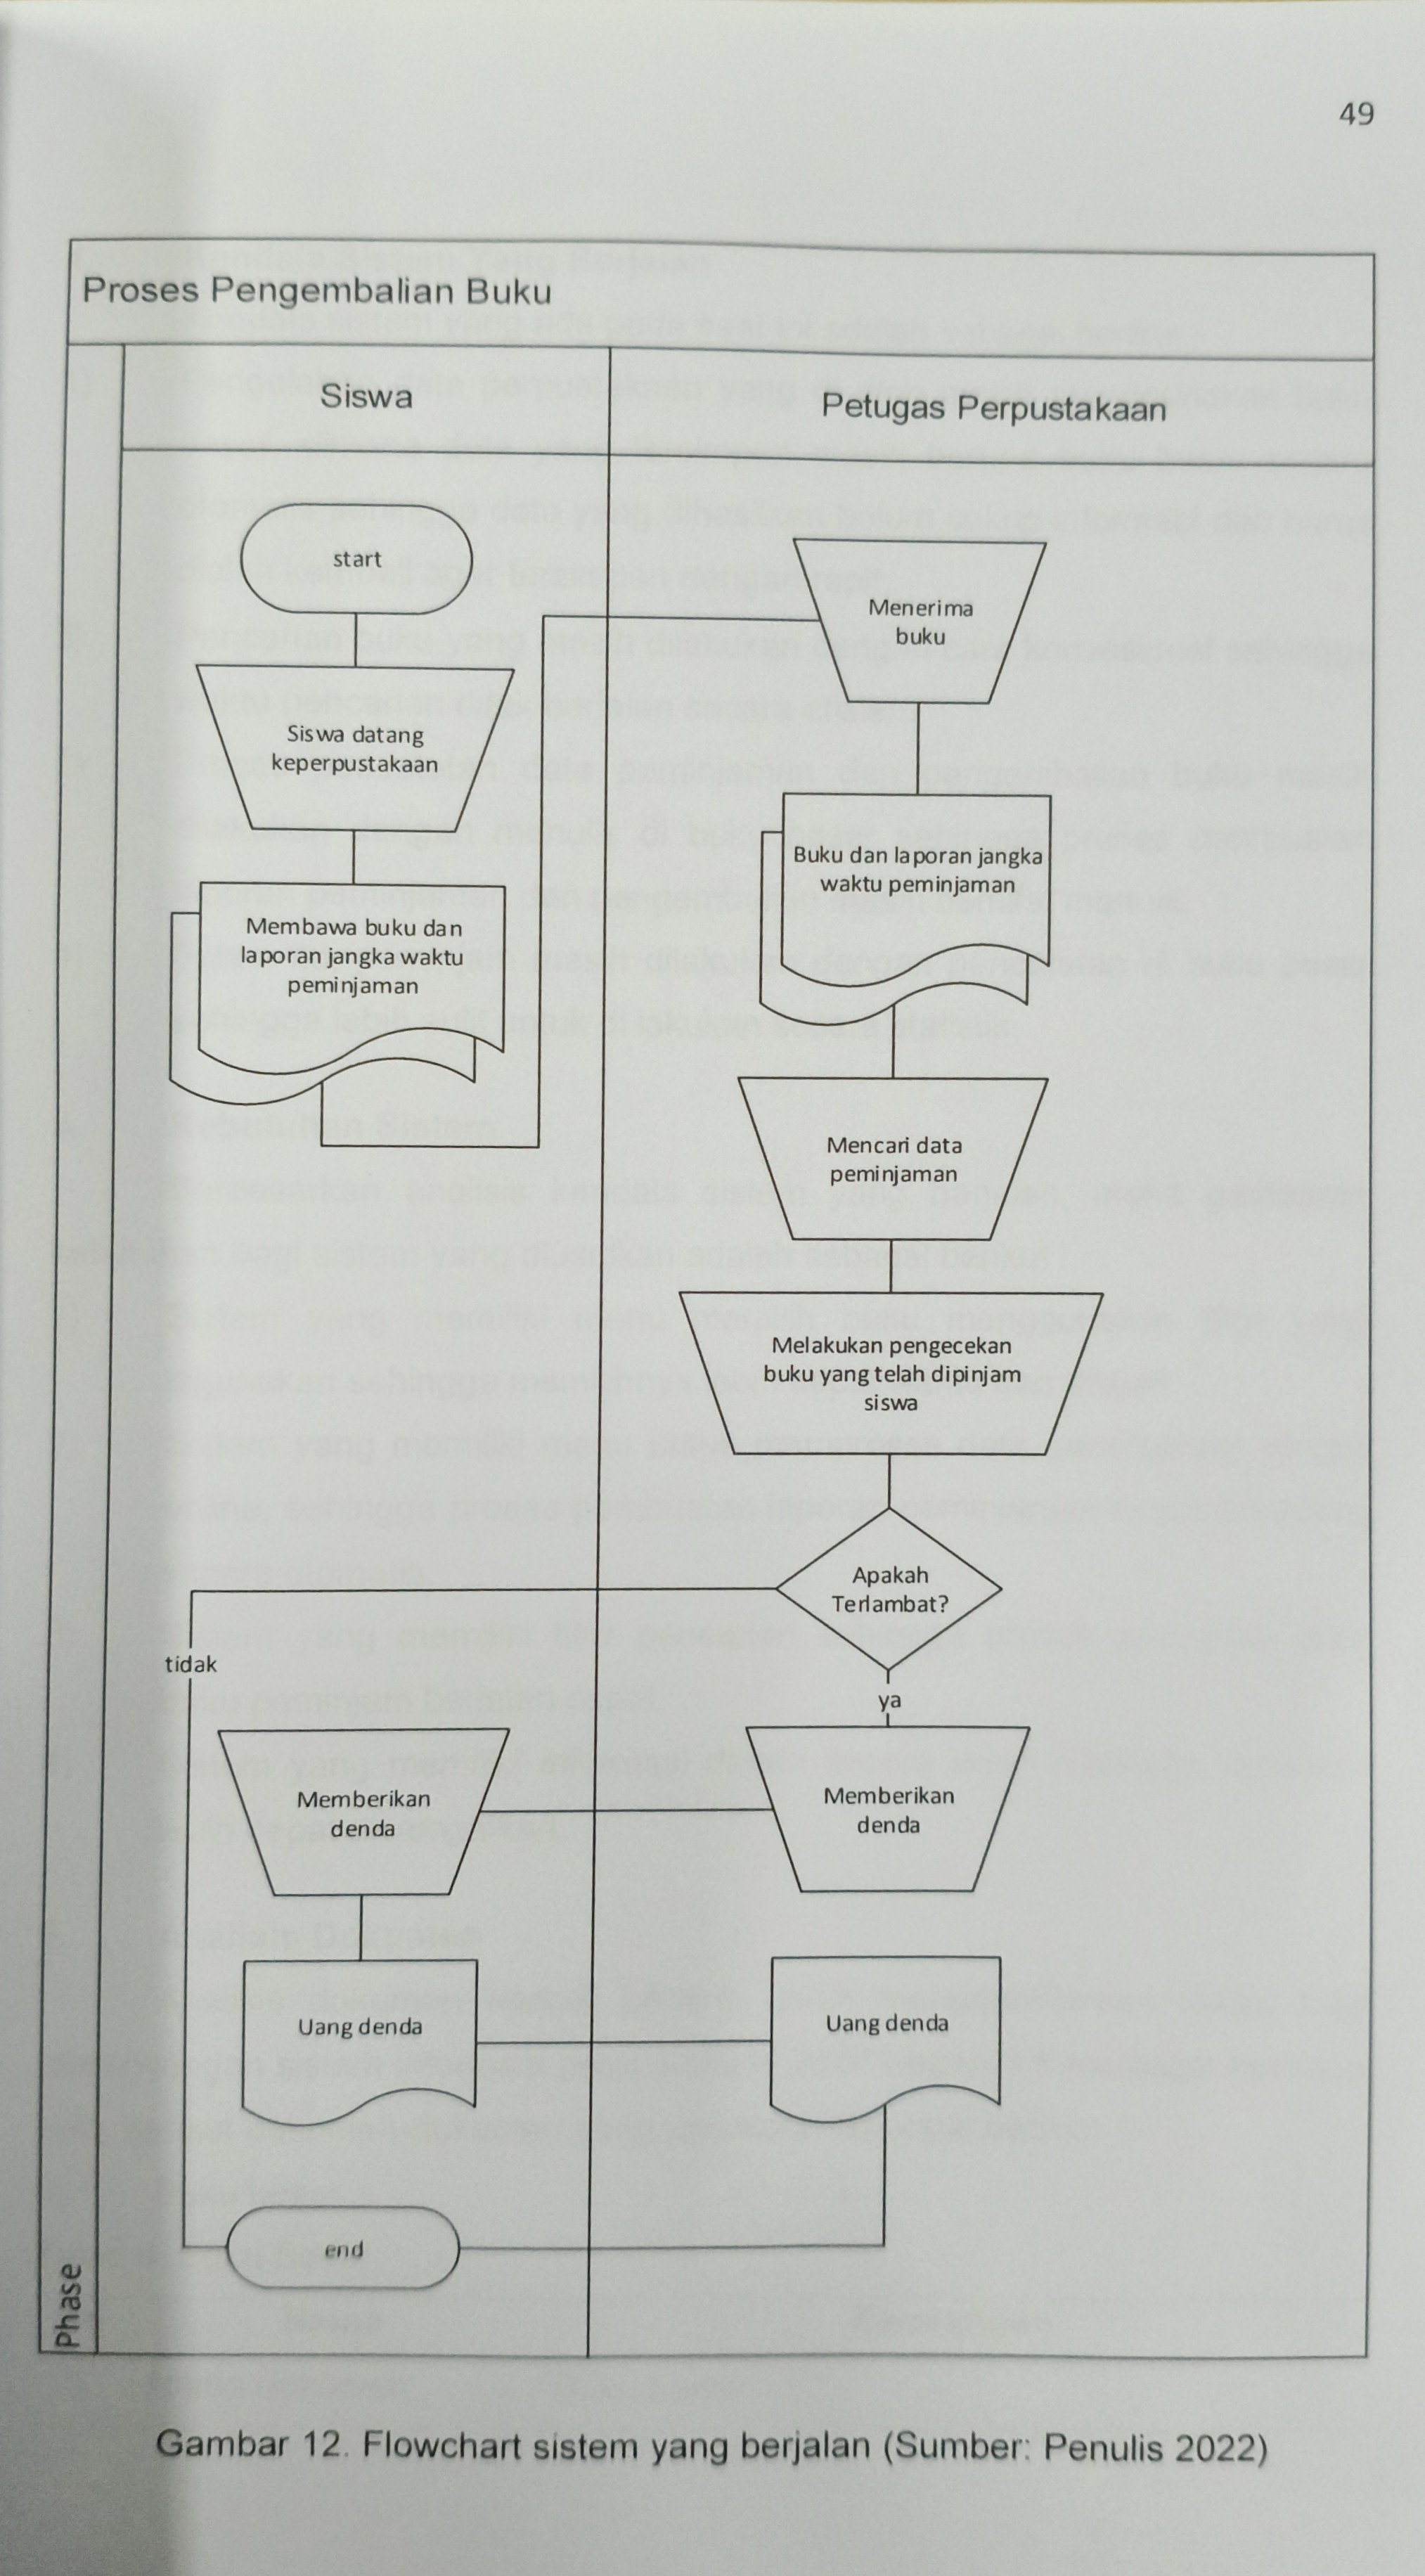 49
Proses Pengembalian Buku
Siswa
Petugas Perpustakaan
start
Siswa datang
keperpustakaan
Membawa buku dan
laporan jangka waktu
peminjaman
Menerima
buku
Buku dan laporan jangka
waktu peminjaman
Mencari data
peminjaman
Melakukan pengecekan
buku yang telah dipinjam
siswa
Apakah
Terlambat?
tidak
ya
Memberikan
denda
Memberikan
denda
Uang denda
Uang denda
end
Phase
Gambar 12. Flowchart sistem yang berjalan (Sumber: Penulis 2022)